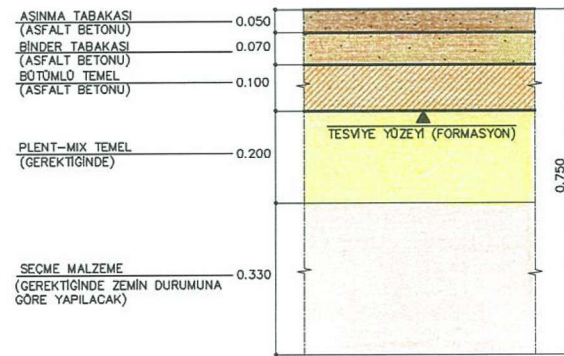 AŞINMA TABAKASI
(ASFALT BETONU)
0.050
BİNDER TABAKASI
(ASFALT BETONU)
0.070
BÜTÜMLÜ TEMEL
(ASFALT BETONU)
0.100
TESVİYE YÜZEYİ (FORMASYON)
PLENT-MIX TEMEL
(GEREKTİĞİNDE)
0.200
0.750
SEÇME MALZEME
(GEREKTİĞİNDE ZEMİN DURUMUNA
GÖRE YAPILACAK)
0.330